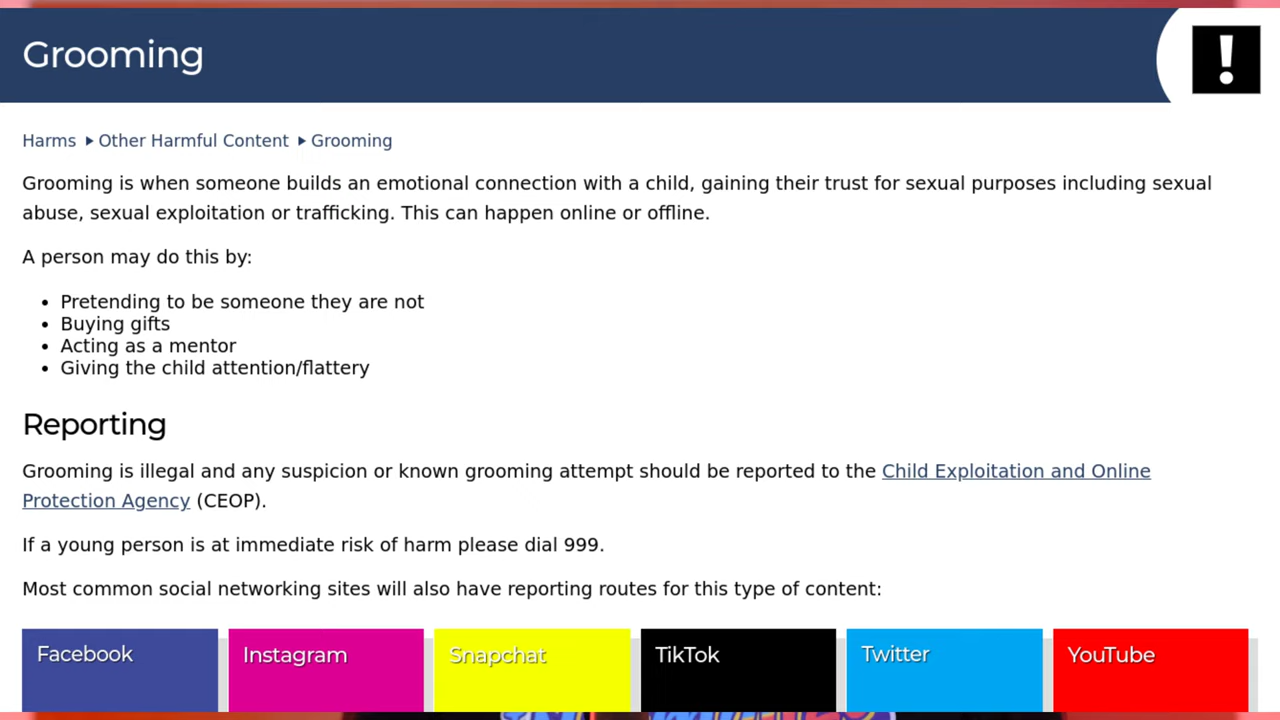 Grooming
!
Harms ▸ Other Harmful Content ▸ Grooming
Grooming is when someone builds an emotional connection with a child, gaining their trust for sexual purposes including sexual
abuse, sexual exploitation or trafficking. This can happen online or offline.
A person may do this by:
• Pretending to be someone they are not
• Buying gifts
• Acting as a mentor
• Giving the child attention/flattery
Reporting
Grooming is illegal and any suspicion or known grooming attempt should be reported to the Child Exploitation and Online
Protection Agency (CEOP).
If a young person is at immediate risk of harm please dial 999.
Most common social networking sites will also have reporting routes for this type of content:
Facebook
Instagram
Snapchat
TikTok
Twitter
YouTube